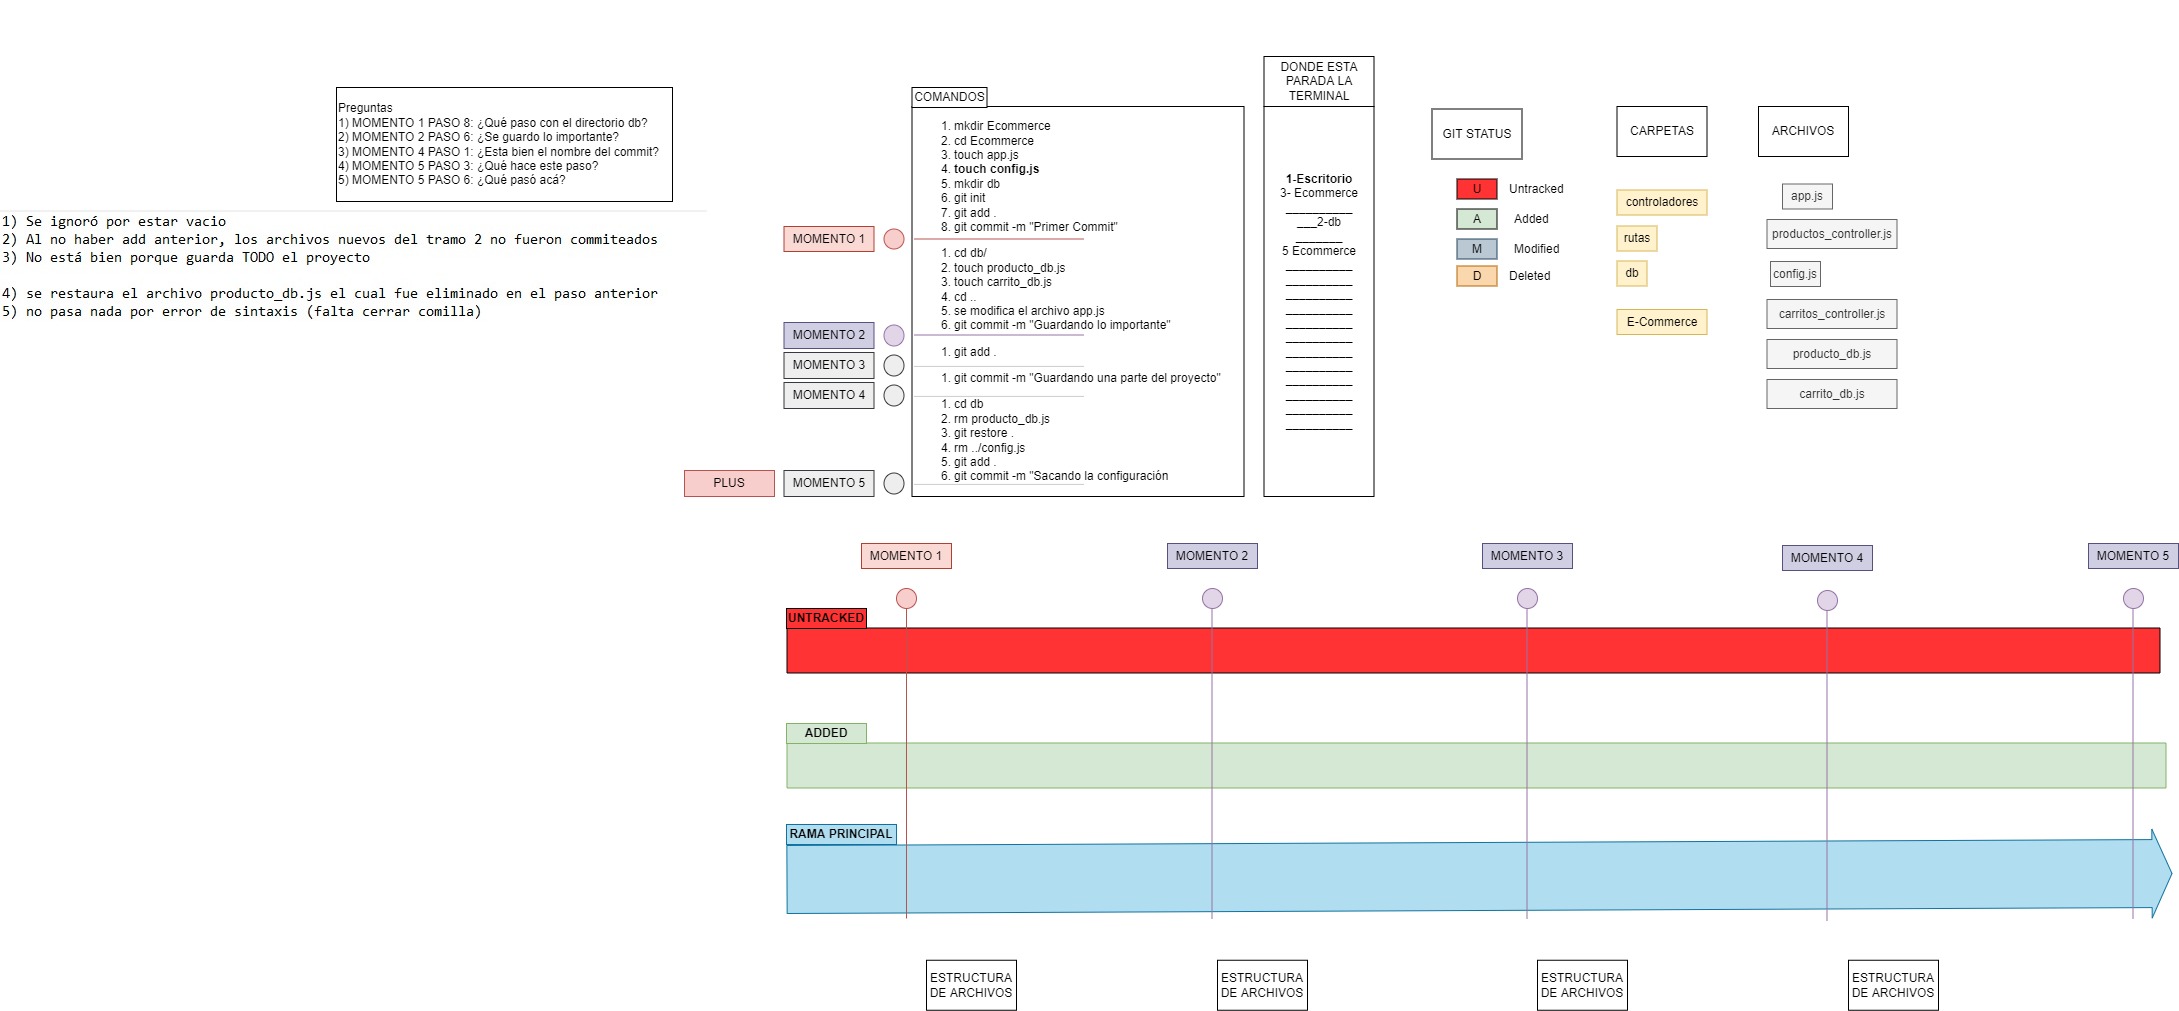 Preguntas
1) MOMENTO 1 PASO 8: ¿Qué paso con el directorio db?
2) MOMENTO 2 PASO 6: ¿Se guardo lo importante?
3) MOMENTO 4 PASO 1: ¿Esta bien el nombre del commit?
4) MOMENTO 5 PASO 3: ¿Qué hace este paso?
5) MOMENTO 5 PASO 6: ¿Qué pasó acá?
1) Se ignoró por estar vacio
2) Al no haber add anterior, los archivos nuevos del tramo 2 no fueron commiteados
3) No está bien porque guarda TODO el proyecto
4) se restaura el archivo producto_db.js el cual fue eliminado en el paso anterior
5) no pasa nada por error de sintaxis (falta cerrar comilla)
COMANDOS
1. mkdir Ecommerce
2. cd Ecommerce
3. touch app.js
4. touch config.js
5. mkdir db
6. git init
7. git add .
8. git commit -m "Primer Commit"
MOMENTO 1
1. cd db/
2. touch producto_db.js
3. touch carrito_db.js
4. cd ..
5. se modifica el archivo app.js
6. git commit -m "Guardando lo importante"
MOMENTO 2
1. git add .
MOMENTO 3
1. git commit -m "Guardando una parte del proyecto"
MOMENTO 4
1. cd db
2. rm producto_db.js
3. git restore .
4. rm ../config.js
5. git add .
6. git commit -m "Sacando la configuración
PLUS
MOMENTO 5
DONDE ESTA
PARADA LA
TERMINAL
1-Escritorio
3- Ecommerce
__________
___2-db
_______
5 Ecommerce
__________
__________
__________
__________
__________
__________
__________
__________
__________
__________
__________
__________
GIT STATUS
U Untracked
A Added
M Modified
D Deleted
CARPETAS
controladores
rutas
db
E-Commerce
ARCHIVOS
app.js
productos_controller.js
config.js
carritos_controller.js
producto_db.js
carrito_db.js
MOMENTO 1
MOMENTO 2
MOMENTO 3
MOMENTO 4
MOMENTO 5
UNTRACKED
ADDED
RAMA PRINCIPAL
ESTRUCTURA
DE ARCHIVOS
ESTRUCTURA
DE ARCHIVOS
ESTRUCTURA
DE ARCHIVOS
ESTRUCTURA
DE ARCHIVOS